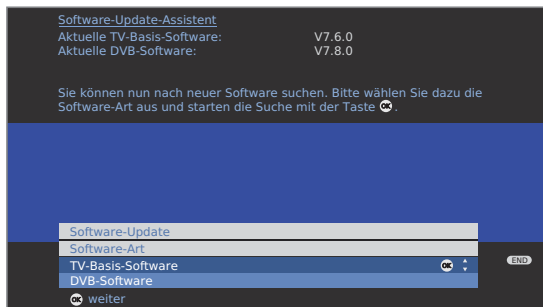 Software-Update-Assistent
Aktuelle TV-Basis-Software: V7.6.0
Aktuelle DVB-Software: V7.8.0
Sie können nun nach neuer Software suchen. Bitte wählen Sie dazu die
Software-Art aus und starten die Suche mit der Taste OK.
Software-Update
Software-Art
TV-Basis-Software OK
END
DVB-Software
OK weiter